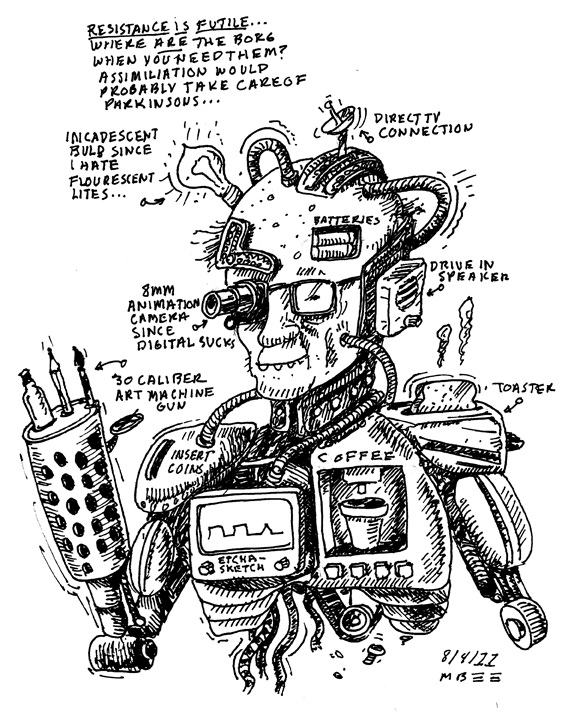 RESISTANCE IS FUTILE...
WHERE ARE THE BORG
WHEN YOU NEED THEM?
ASSIMILIATION WOULD
PROBABLY TAKE CARE OF
PARKINSONS...
DIRECT TV
CONNECTION
INCADESCENT
BULB SINCE
I HATE
FLOURESCENT
LITES...
BATTERIES
DRIVE IN
SPEAKER
8MM
ANIMATION
CAMERA
SINCE
DIGITAL SUCKS
30 CALIBER
ART MACHINE
GUN
TOASTER
INSERT
COINS
COFFEE
ETCHA-
SKETCH
8/4/11
MBEE